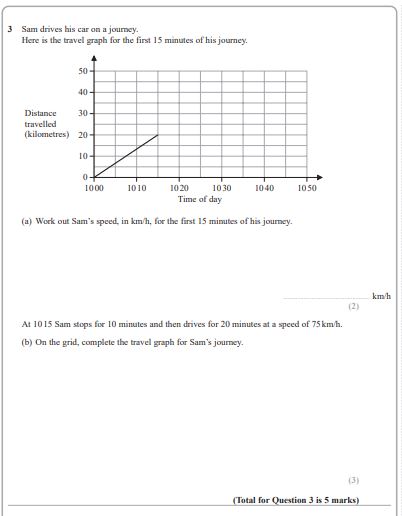 3 Sam drives his car on a journey.
Here is the travel graph for the first 15 minutes of his journey.
50
40
Distance 30
travelled
(kilometres) 20
10
0
1000 1010 1020 1030 1040 1050
Time of day
(a) Work out Sam's speed, in km/h, for the first 15 minutes of his journey.
km/h
(2)
At 1015 Sam stops for 10 minutes and then drives for 20 minutes at a speed of 75 km/h.
(b) On the grid, complete the travel graph for Sam's journey.
(3)
(Total for Question 3 is 5 marks)